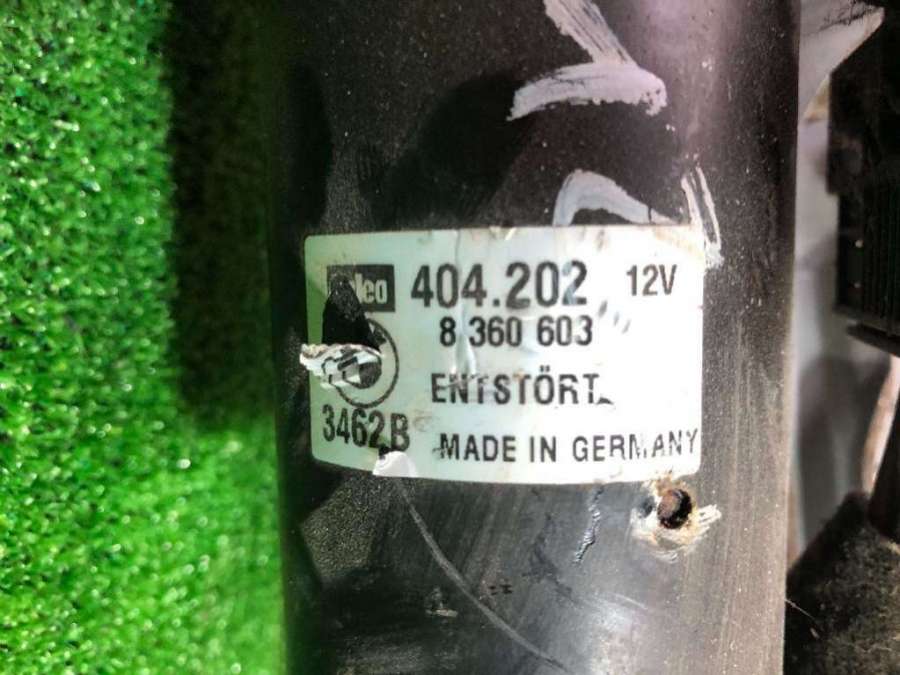 404.202 12V
8 360 603
ENTSTÖRT
3462B MADE IN GERMANY